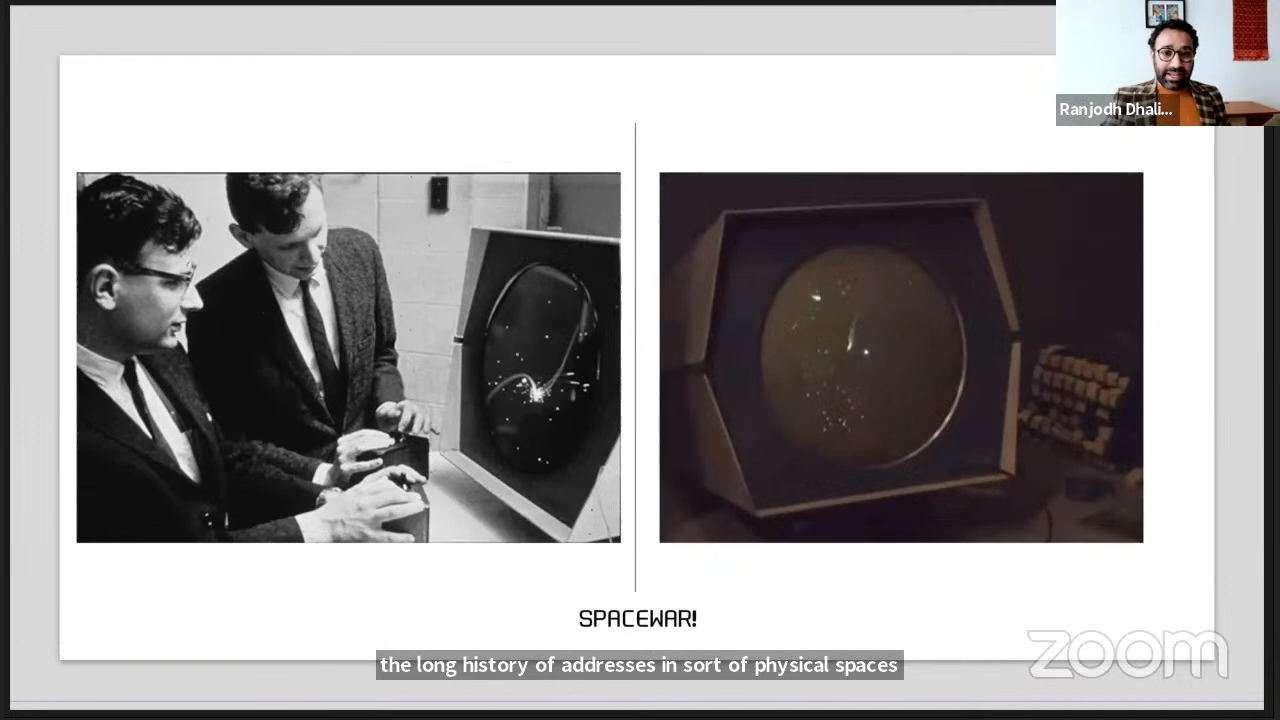 Ranjodh Dhali...
SPACEWAR!
the long history of addresses in sort of physical spaces
zoom